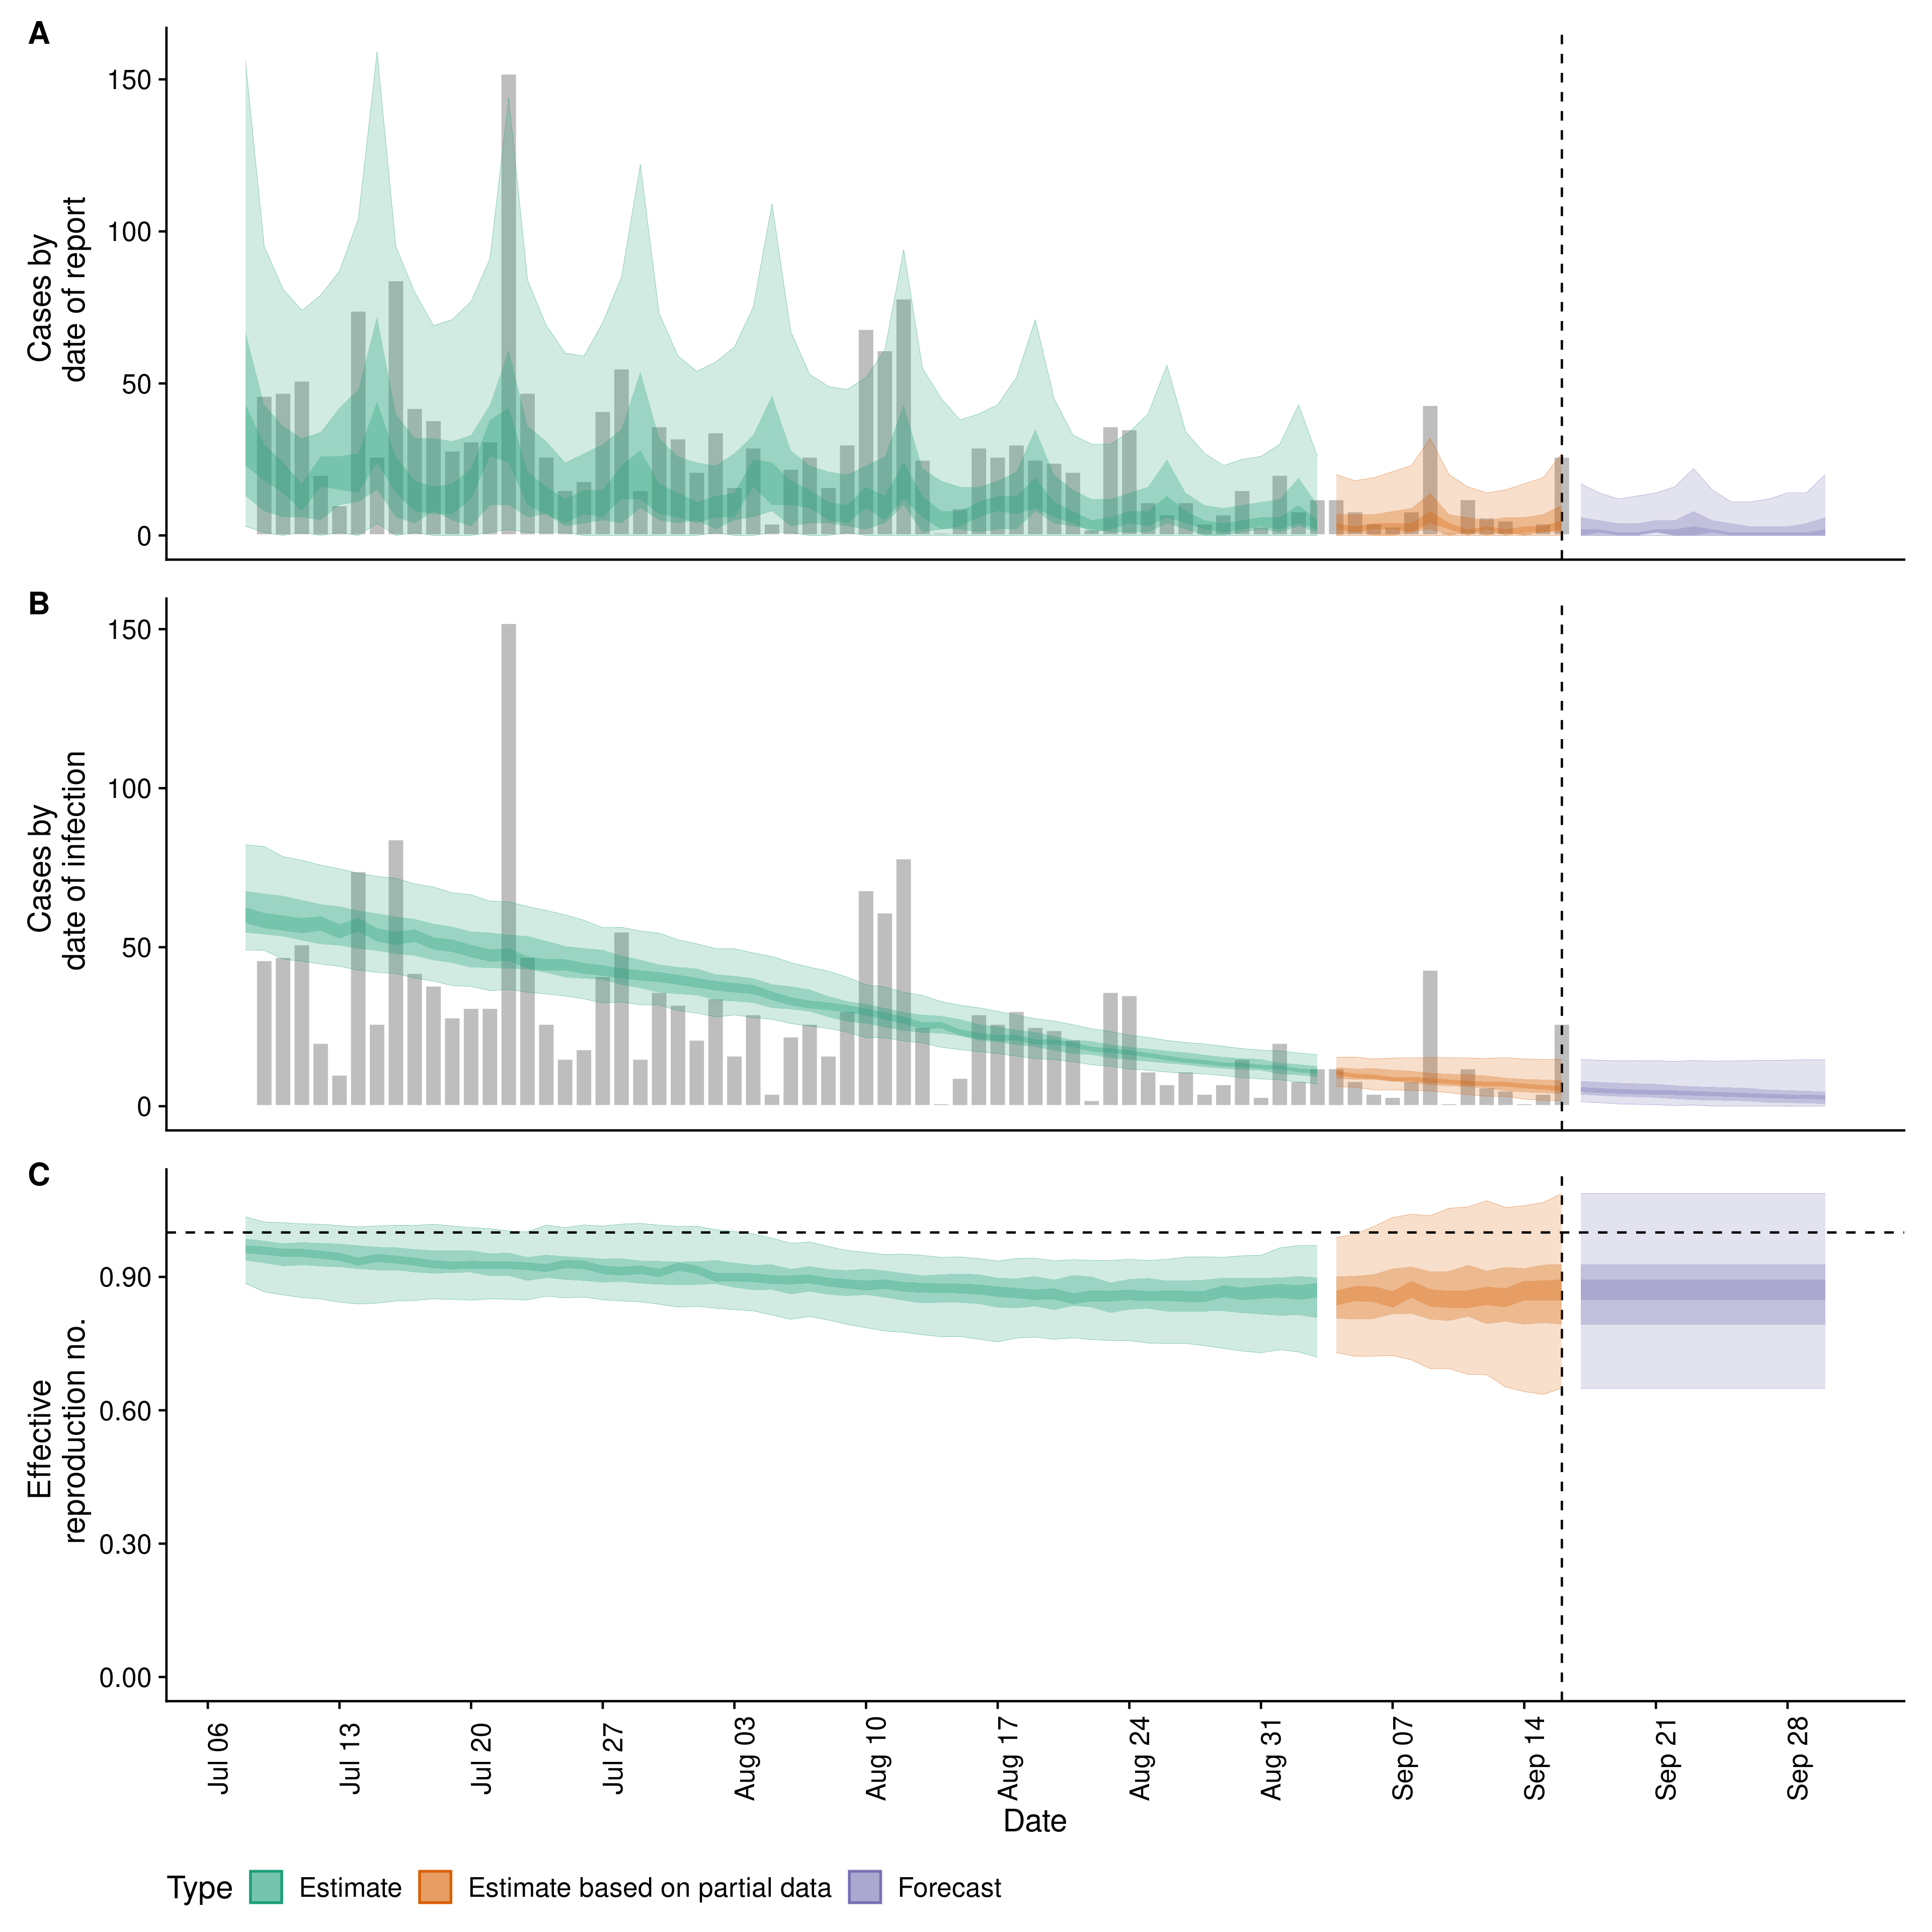 A
150
100
50
0
Cases by
date of report
B
150
100
50
0
Cases by
date of infection
C
0.90
0.60
0.30
0.00
Effective
reproduction no.
Jul 06
Jul 13
Jul 20
Jul 27
Aug 03
Aug 10
Aug 17
Aug 24
Aug 31
Sep 07
Sep 14
Sep 21
Sep 28
Date
Type Estimate Estimate based on partial data Forecast